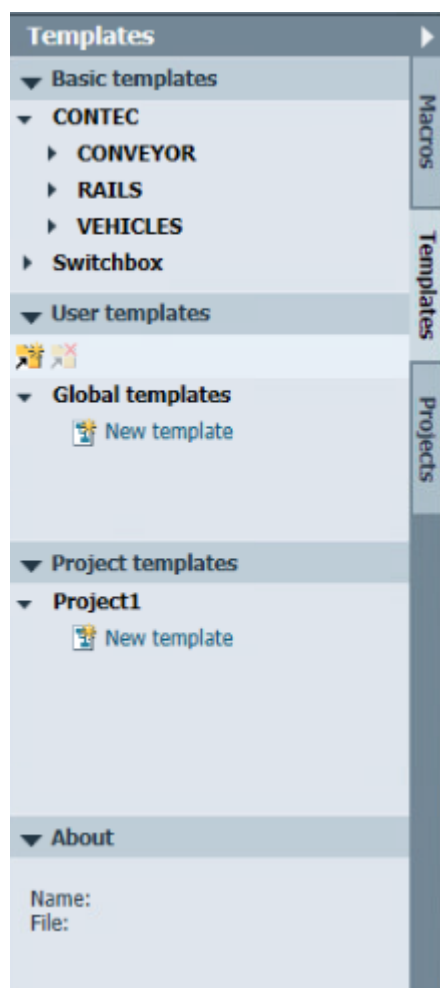 Templates
Basic templates
CONTEC
CONVEYOR
RAILS
VEHICLES
Switchbox
User templates
Global templates
New template
Project templates
Project1
New template
About
Name:
File:
Macros
Templates
Projects